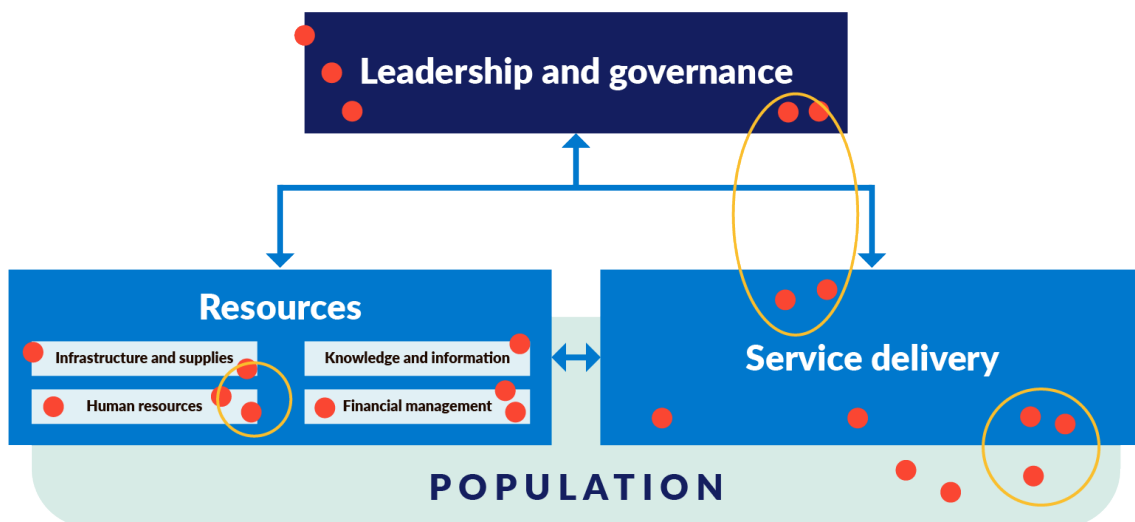 Leadership and governance
Resources
Infrastructure and supplies
Knowledge and information
Human resources
Financial management
Service delivery
POPULATION